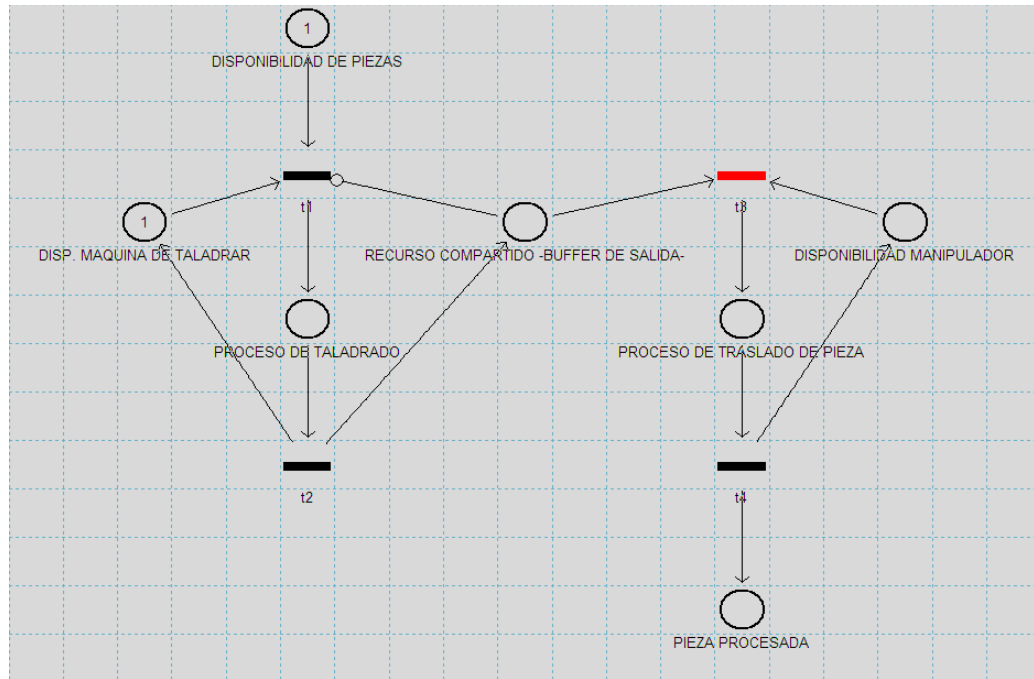 1
DISPONIBILIDAD DE PIEZAS
t1
t3
1
DISP. MAQUINA DE TALADRAR
RECURSO COMPARTIDO -BUFFER DE SALIDA-
DISPONIBILIDAD MANIPULADOR
PROCESO DE TALADRADO
PROCESO DE TRASLADO DE PIEZA
t2
t4
PIEZA PROCESADA